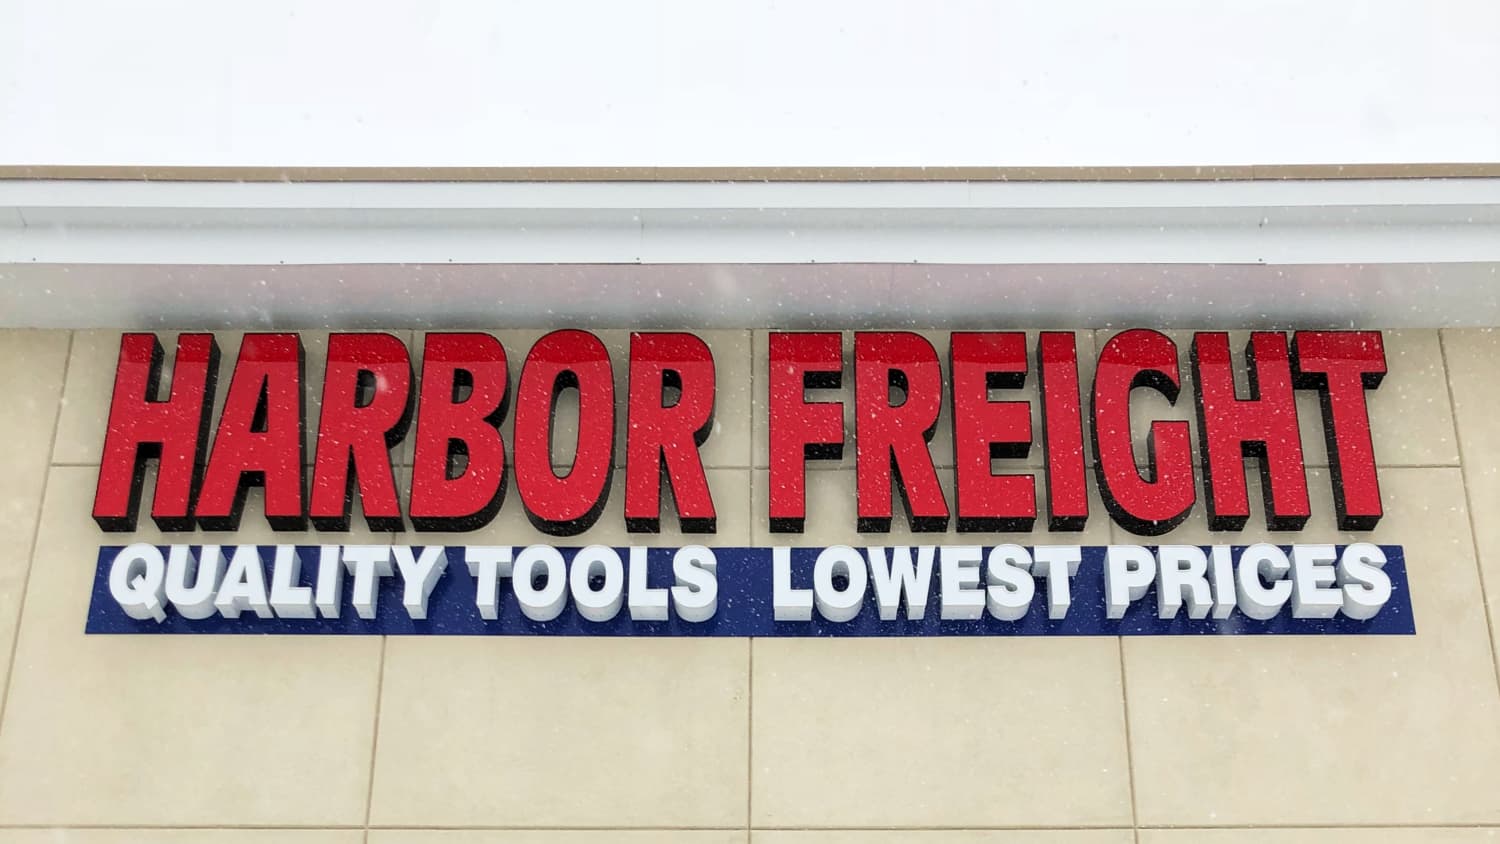 HARBOR FREIGHT
QUALITY TOOLS LOWEST PRICES